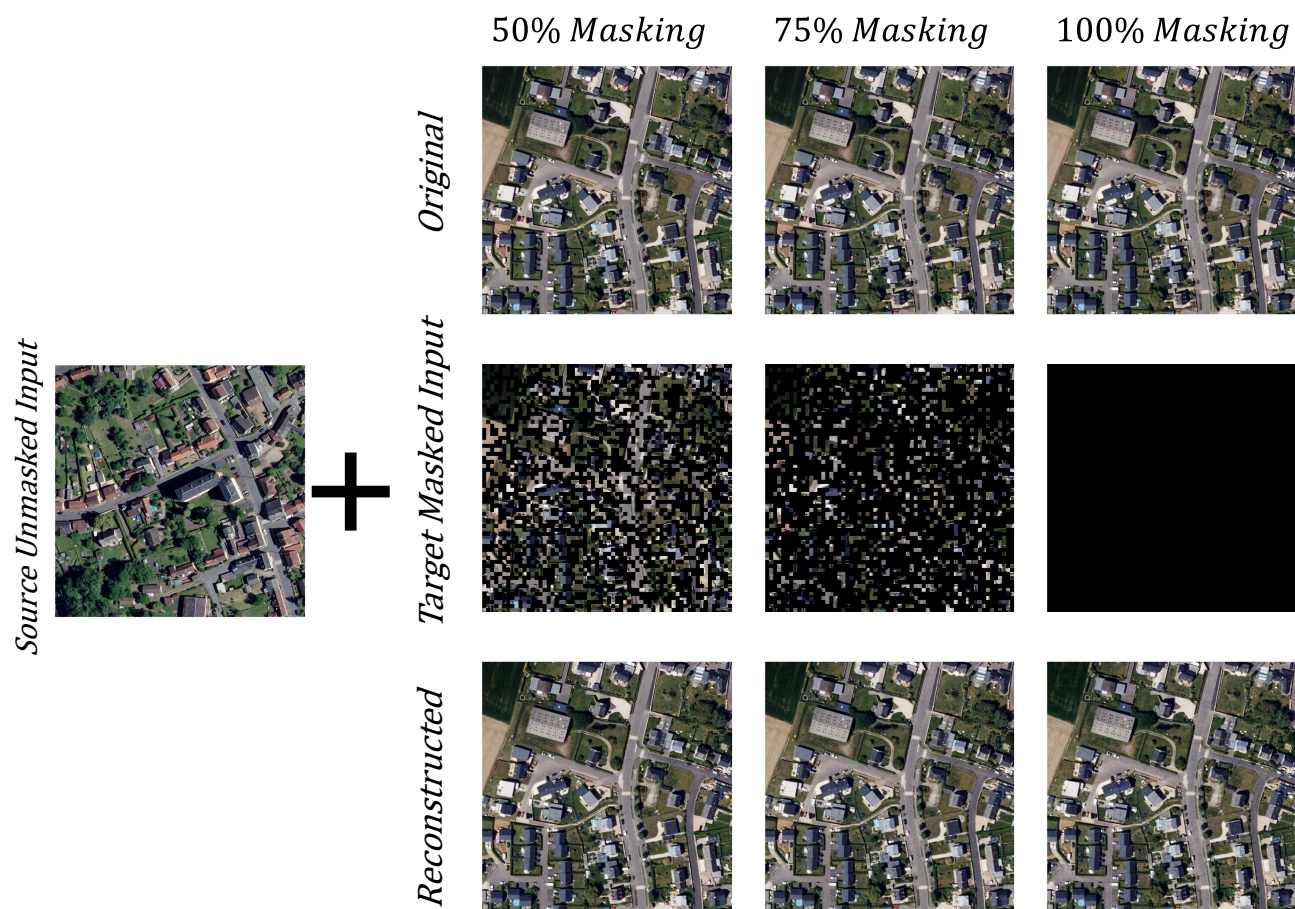 50% Masking
75% Masking
100% Masking
Original
Source Unmasked Input
Target Masked Input
Reconstructed